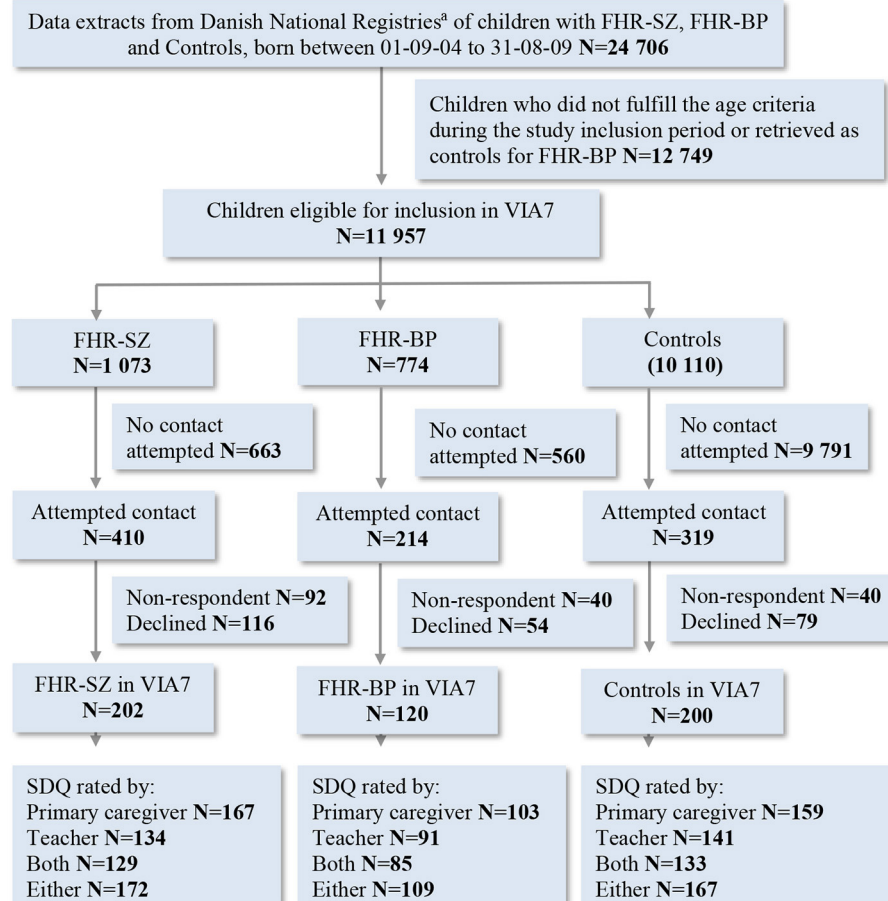 Data extracts from Danish National Registriesᵃ of children with FHR-SZ, FHR-BP
and Controls, born between 01-09-04 to 31-08-09 N=24 706
Children who did not fulfill the age criteria
during the study inclusion period or retrieved as
controls for FHR-BP N=12 749
Children eligible for inclusion in VIA7
N=11 957
FHR-SZ
N=1 073
FHR-BP
N=774
Controls
(10 110)
No contact
attempted N=663
No contact
attempted N=560
No contact
attempted N=9 791
Attempted contact
N=410
Attempted contact
N=214
Attempted contact
N=319
Non-respondent N=92
Declined N=116
Non-respondent N=40
Declined N=54
Non-respondent N=40
Declined N=79
FHR-SZ in VIA7
N=202
FHR-BP in VIA7
N=120
Controls in VIA7
N=200
SDQ rated by:
Primary caregiver N=167
Teacher N=134
Both N=129
Either N=172
SDQ rated by:
Primary caregiver N=103
Teacher N=91
Both N=85
Either N=109
SDQ rated by:
Primary caregiver N=159
Teacher N=141
Both N=133
Either N=167